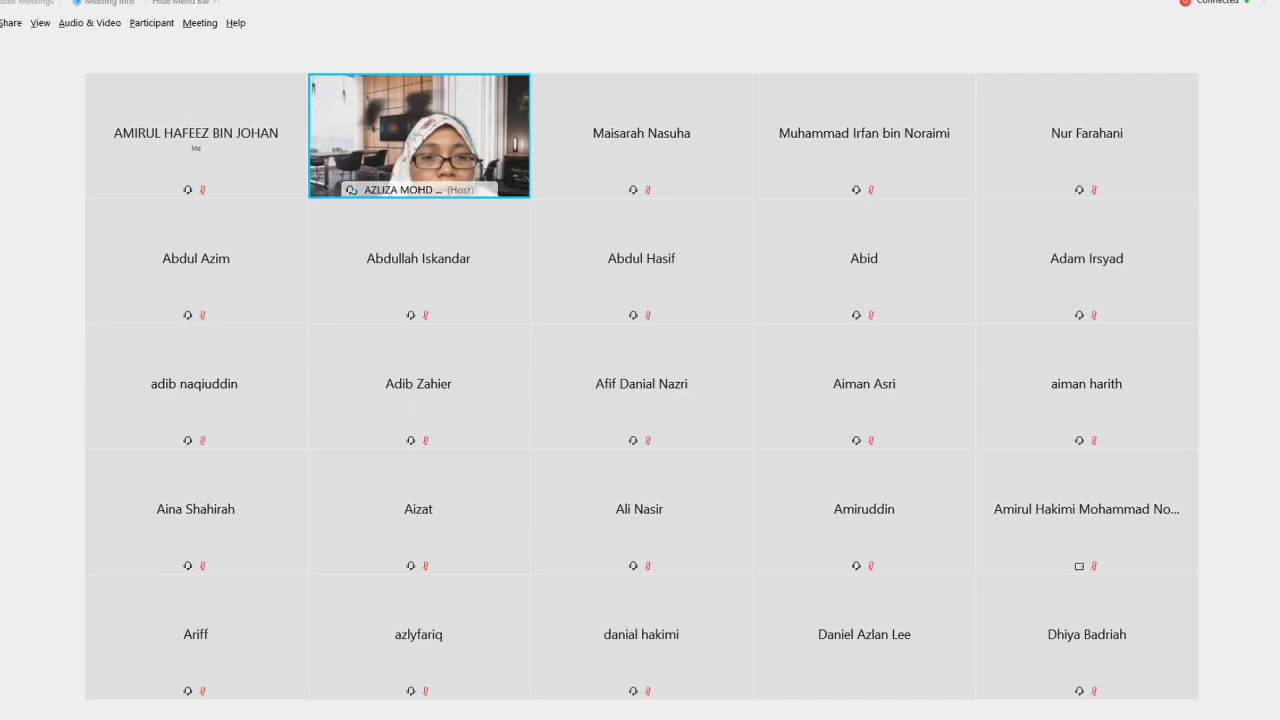 ebex Meetings
Meeting Info
Hide Menu Bar
Connected
Share View Audio & Video Participant Meeting Help
AMIRUL HAFEEZ BIN JOHAN
Me
AZLIZA MOHD ... (Host)
Maisarah Nasuha
Muhammad Irfan bin Noraimi
Nur Farahani
Abdul Azim
Abdullah Iskandar
Abdul Hasif
Abid
Adam Irsyad
adib naqiuddin
Adib Zahier
Afif Danial Nazri
Aiman Asri
aiman harith
Aina Shahirah
Aizat
Ali Nasir
Amiruddin
Amirul Hakimi Mohammad No...
Ariff
azlyfariq
danial hakimi
Daniel Azlan Lee
Dhiya Badriah